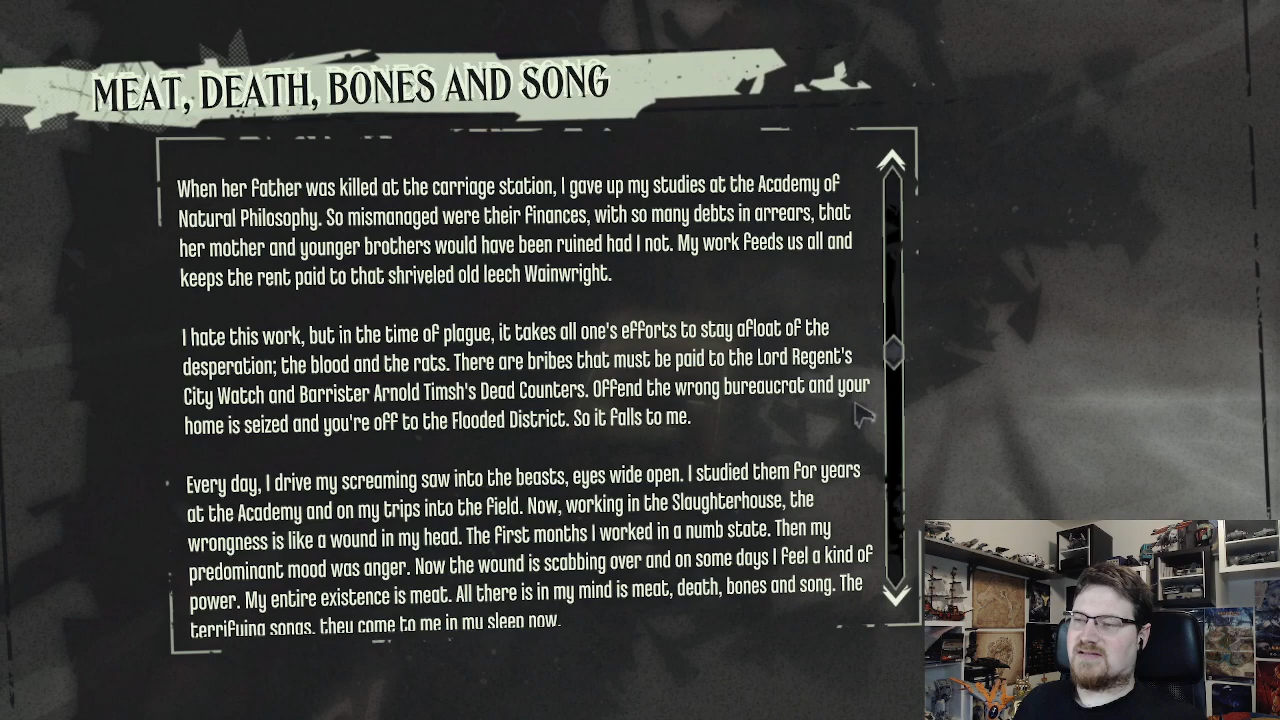 MEAT, DEATH, BONES AND SONG
When her father was killed at the carriage station, I gave up my studies at the Academy of
Natural Philosophy. So mismanaged were their finances, with so many debts in arrears, that
her mother and younger brothers would have been ruined had I not. My work feeds us all and
keeps the rent paid to that shriveled old leech Wainwright.
I hate this work, but in the time of plague, it takes all one's efforts to stay afloat of the
desperation; the blood and the rats. There are bribes that must be paid to the Lord Regent's
City Watch and Barrister Arnold Timsh's Dead Counters. Offend the wrong bureaucrat and your
home is seized and you're off to the Flooded District. So it falls to me.
Every day, I drive my screaming saw into the beasts, eyes wide open. I studied them for years
at the Academy and on my trips into the field. Now, working in the Slaughterhouse, the
wrongness is like a wound in my head. The first months I worked in a numb state. Then my
predominant mood was anger. Now the wound is scabbing over and on some days I feel a kind of
power. My entire existence is meat. All there is in my mind is meat, death, bones and song. The
terrifying songs, they come to me in my sleep now.